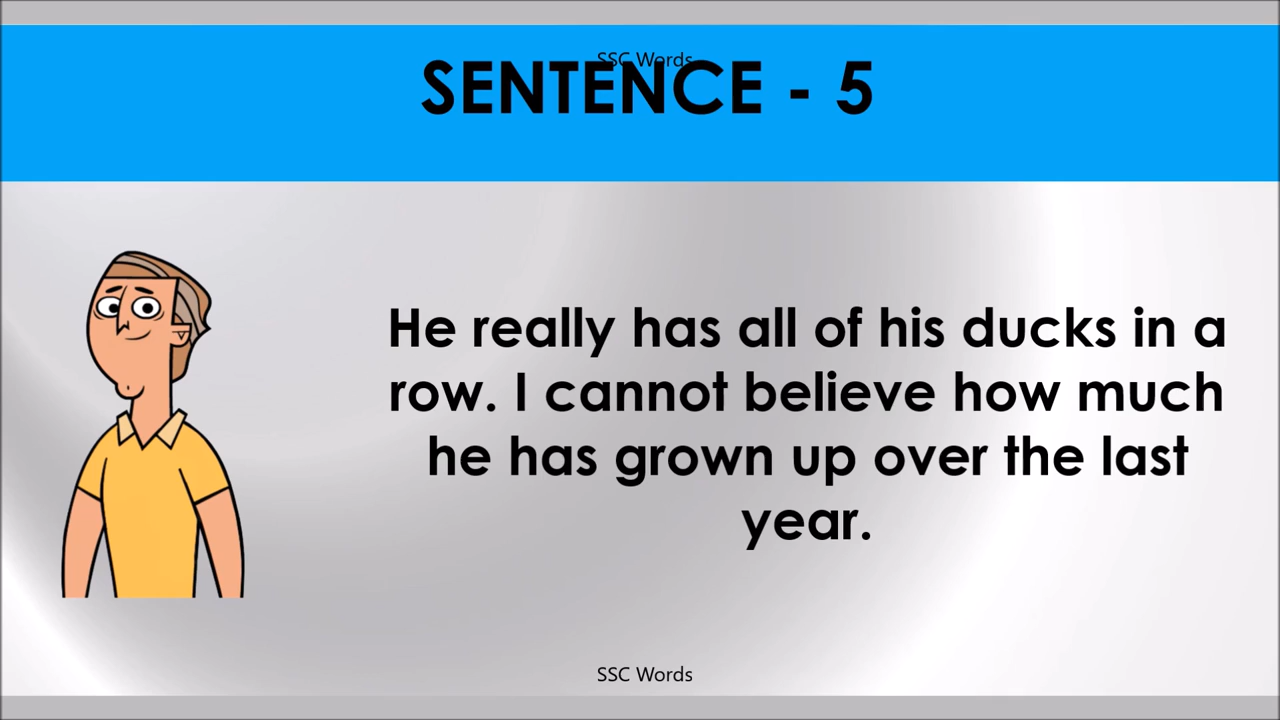 SSC Words
SENTENCE - 5
He really has all of his ducks in a
row. I cannot believe how much
he has grown up over the last
year.
SSC Words